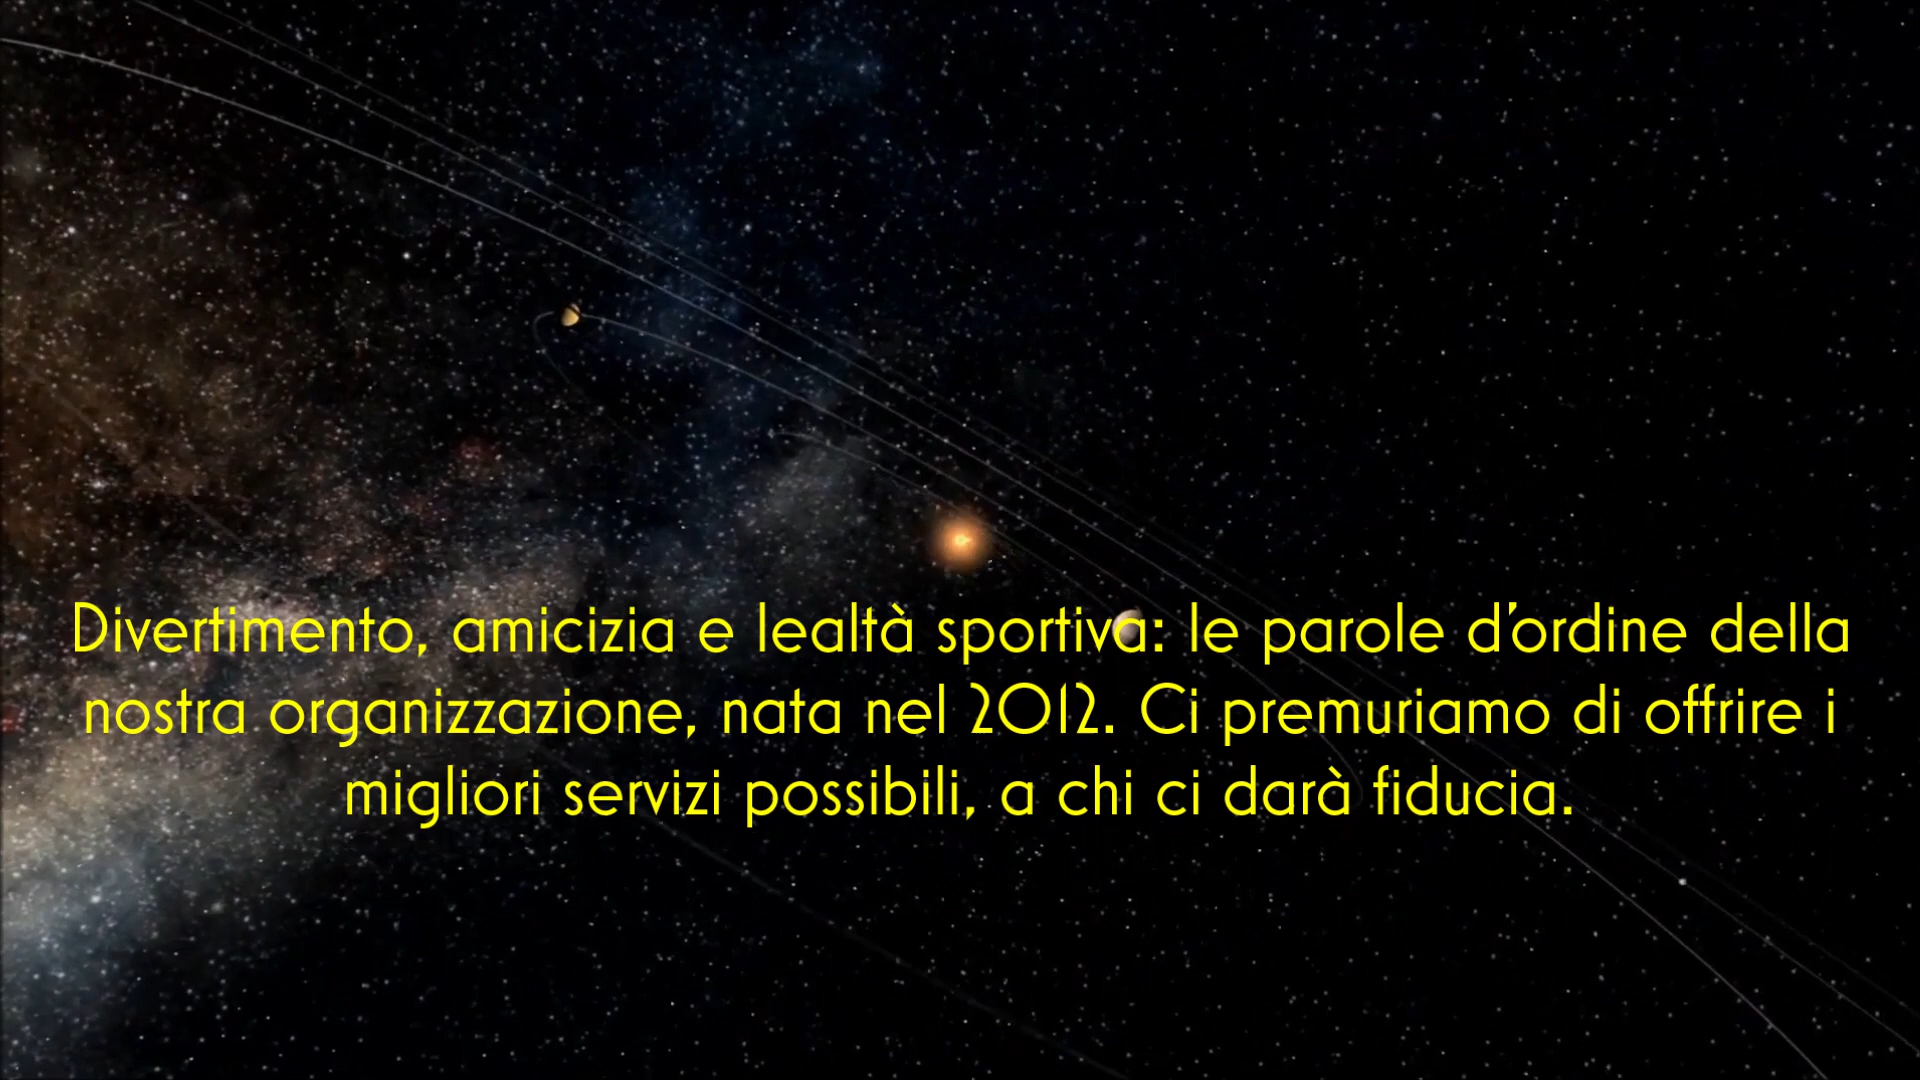 Divertimento, amicizia e lealtà sportiva: le parole d'ordine della
nostra organizzazione, nata nel 2012. Ci premuriamo di offrire i
migliori servizi possibili, a chi ci darà fiducia.